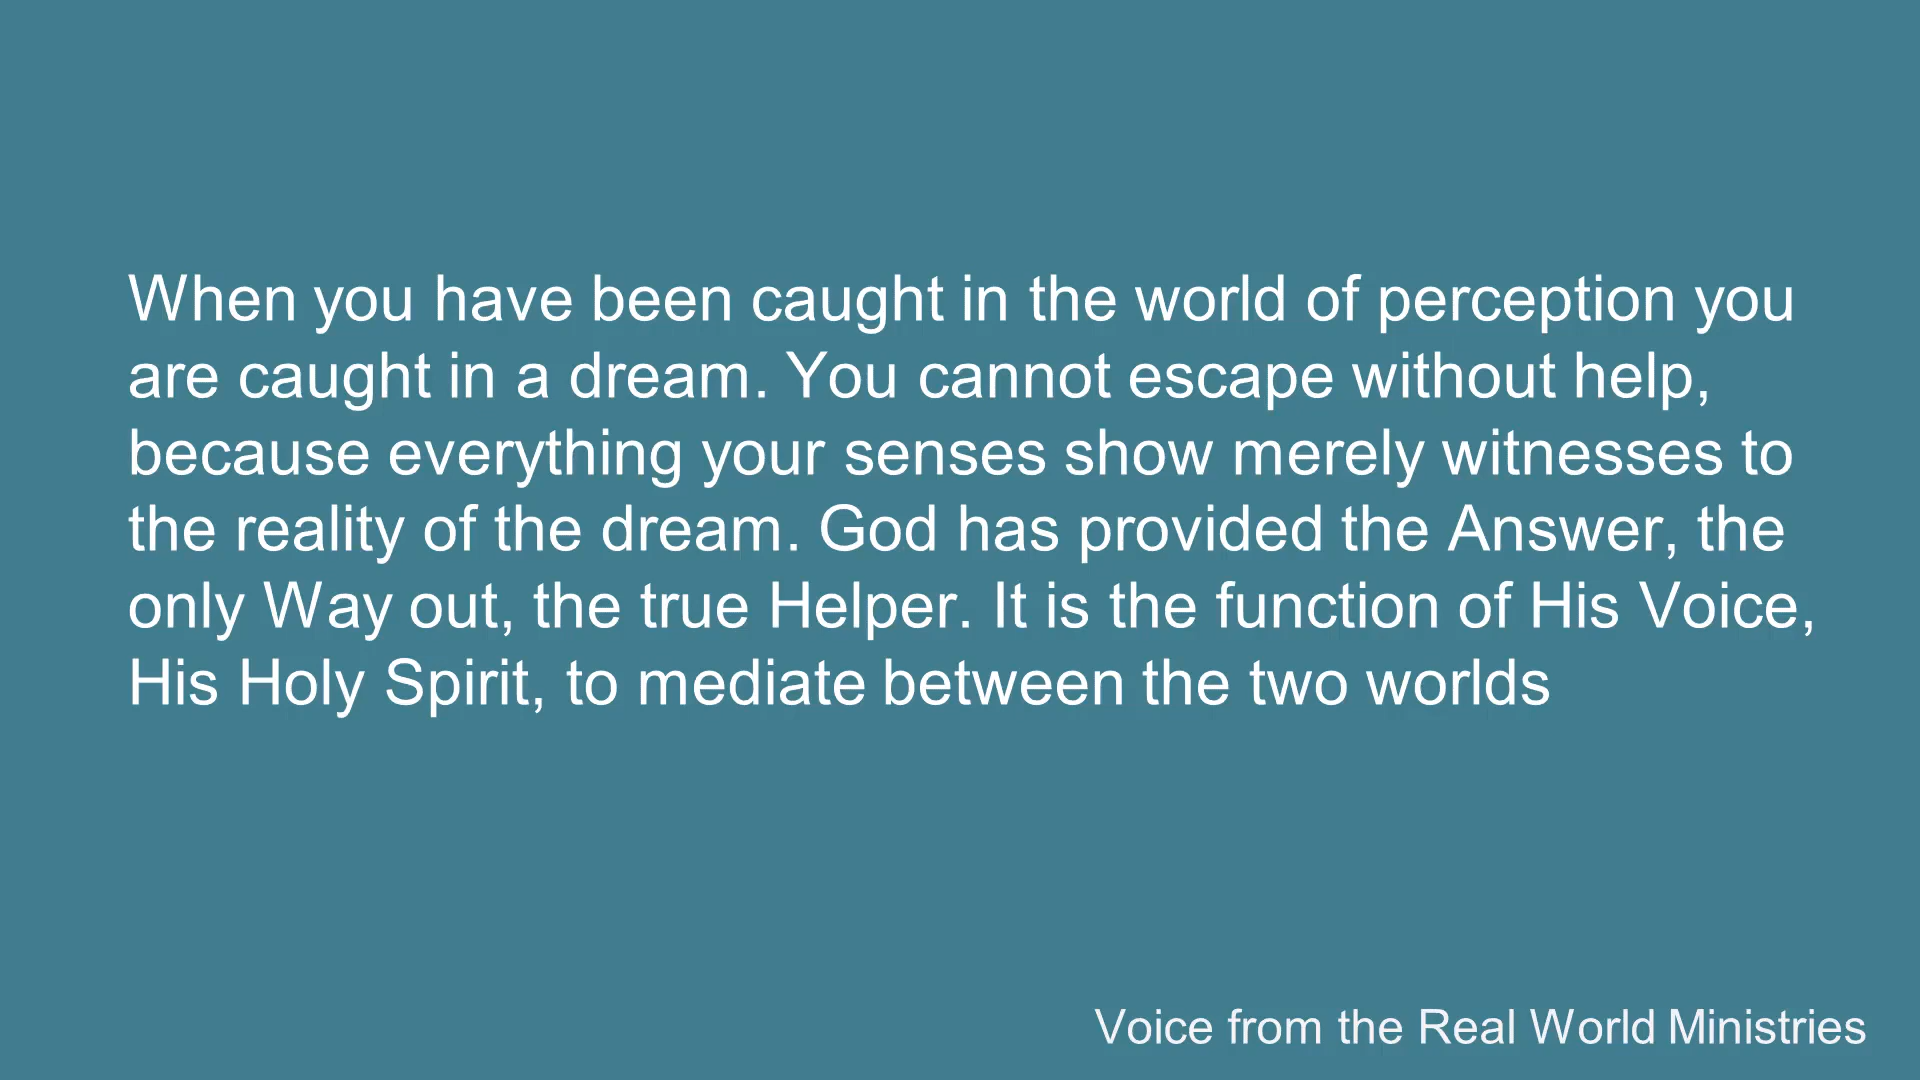 When you have been caught in the world of perception you
are caught in a dream. You cannot escape without help,
because everything your senses show merely witnesses to
the reality of the dream. God has provided the Answer, the
only Way out, the true Helper. It is the function of His Voice,
His Holy Spirit, to mediate between the two worlds
Voice from the Real World Ministries